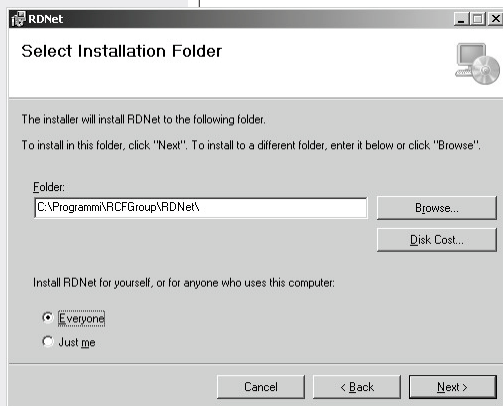 RDNet
Select Installation Folder
The installer will install RDNet to the following folder.
To install in this folder, click "Next". To install to a different folder, enter it below or click "Browse".
Folder:
C:\Programmi\RCFGroup\RDNet\
Browse...
Disk Cost...
Install RDNet for yourself, or for anyone who uses this computer:
Everyone
Just me
Cancel
< Back
Next >